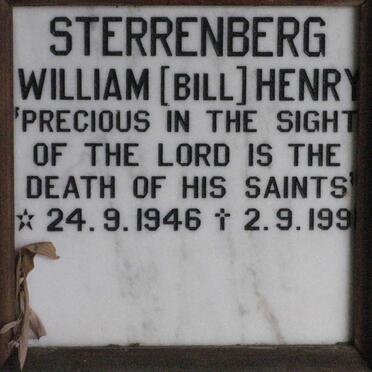 STERRENBERG
WILLIAM [BILL] HENRY
'PRECIOUS IN THE SIGHT
OF THE LORD IS THE
DEATH OF HIS SAINTS'
☆ 24.9.1946 † 2.9.199